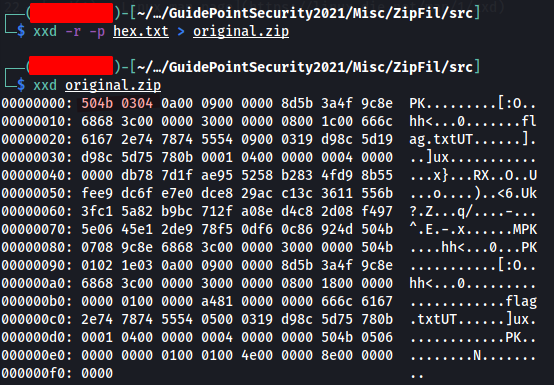 ──( )-[~/…/GuidePointSecurity2021/Misc/ZipFil/src]
└─$ xxd -r -p hex.txt > original.zip
──( )-[~/…/GuidePointSecurity2021/Misc/ZipFil/src]
└─$ xxd original.zip
00000000: 504b 0304 0a00 0900 0000 8d5b 3a4f 9c8e  PK.........[:O..
00000010: 6868 3c00 0000 3000 0000 0800 1c00 666c  hh<...0.......fl
00000020: 6167 2e74 7874 5554 0900 0319 d98c 5d19  ag.txtUT......].
00000030: d98c 5d75 780b 0001 0400 0000 0004 0000  ..]ux...........
00000040: 0000 db78 7d1f ae95 5258 b283 4fd9 8b55  ...x}...RX..O..U
00000050: fee9 dc6f e7e0 dce8 29ac c13c 3611 556b  ...o....)..<6.Uk
00000060: 3fc1 5a82 b9bc 712f a08e d4c8 2d08 f497  ?.Z...q/....-...
00000070: 5e06 45e1 2de9 78f5 0df6 0c86 924d 504b  ^.E.-.x......MPK
00000080: 0708 9c8e 6868 3c00 0000 3000 0000 504b  ....hh<...0...PK
00000090: 0102 1e03 0a00 0900 0000 8d5b 3a4f 9c8e  ...........[:O..
000000a0: 6868 3c00 0000 3000 0000 0800 1800 0000  hh<...0.........
000000b0: 0000 0100 0000 a481 0000 0000 666c 6167  ............flag
000000c0: 2e74 7874 5554 0500 0319 d98c 5d75 780b  .txtUT......]ux.
000000d0: 0001 0400 0000 0004 0000 0000 504b 0506  ............PK..
000000e0: 0000 0000 0100 0100 4e00 0000 8e00 0000  ........N.......
000000f0: 0000                                     ..